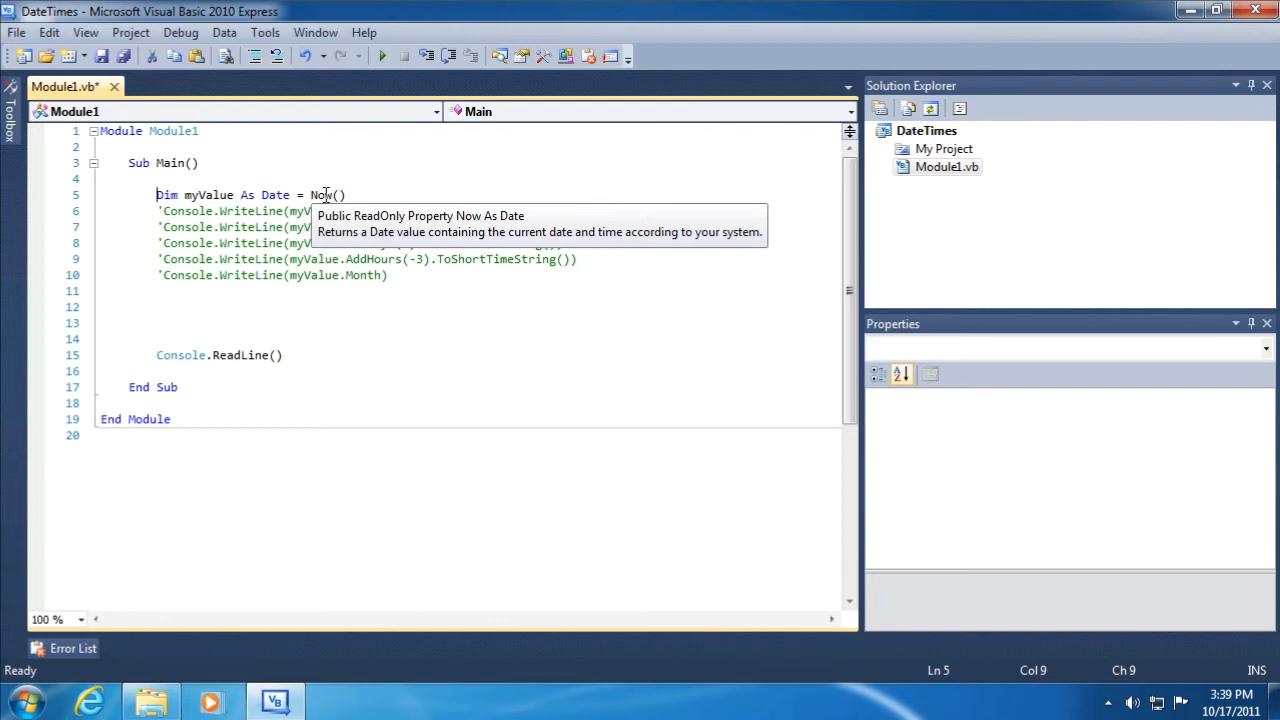 DateTimes - Microsoft Visual Basic 2010 Express
File Edit View Project Debug Data Tools Window Help
Module1.vb*
Solution Explorer
Toolbox
Module1
Main
DateTimes
My Project
Module1.vb
1 Module Module1
2
3 Sub Main()
4
5 Dim myValue As Date = Now()
6 'Console.WriteLine(myV
7 'Console.WriteLine(myV
8 'Console.WriteLine(myV
9 'Console.WriteLine(myValue.AddHours(-3).ToShortTimeString())
10 'Console.WriteLine(myValue.Month)
11
12
13
14
15 Console.ReadLine()
16
17 End Sub
18
19 End Module
20
Public ReadOnly Property Now As Date
Returns a Date value containing the current date and time according to your system.
Properties
100 %
Error List
Ready
Ln 5 Col 9 Ch 9 INS
3:39 PM
10/17/2011